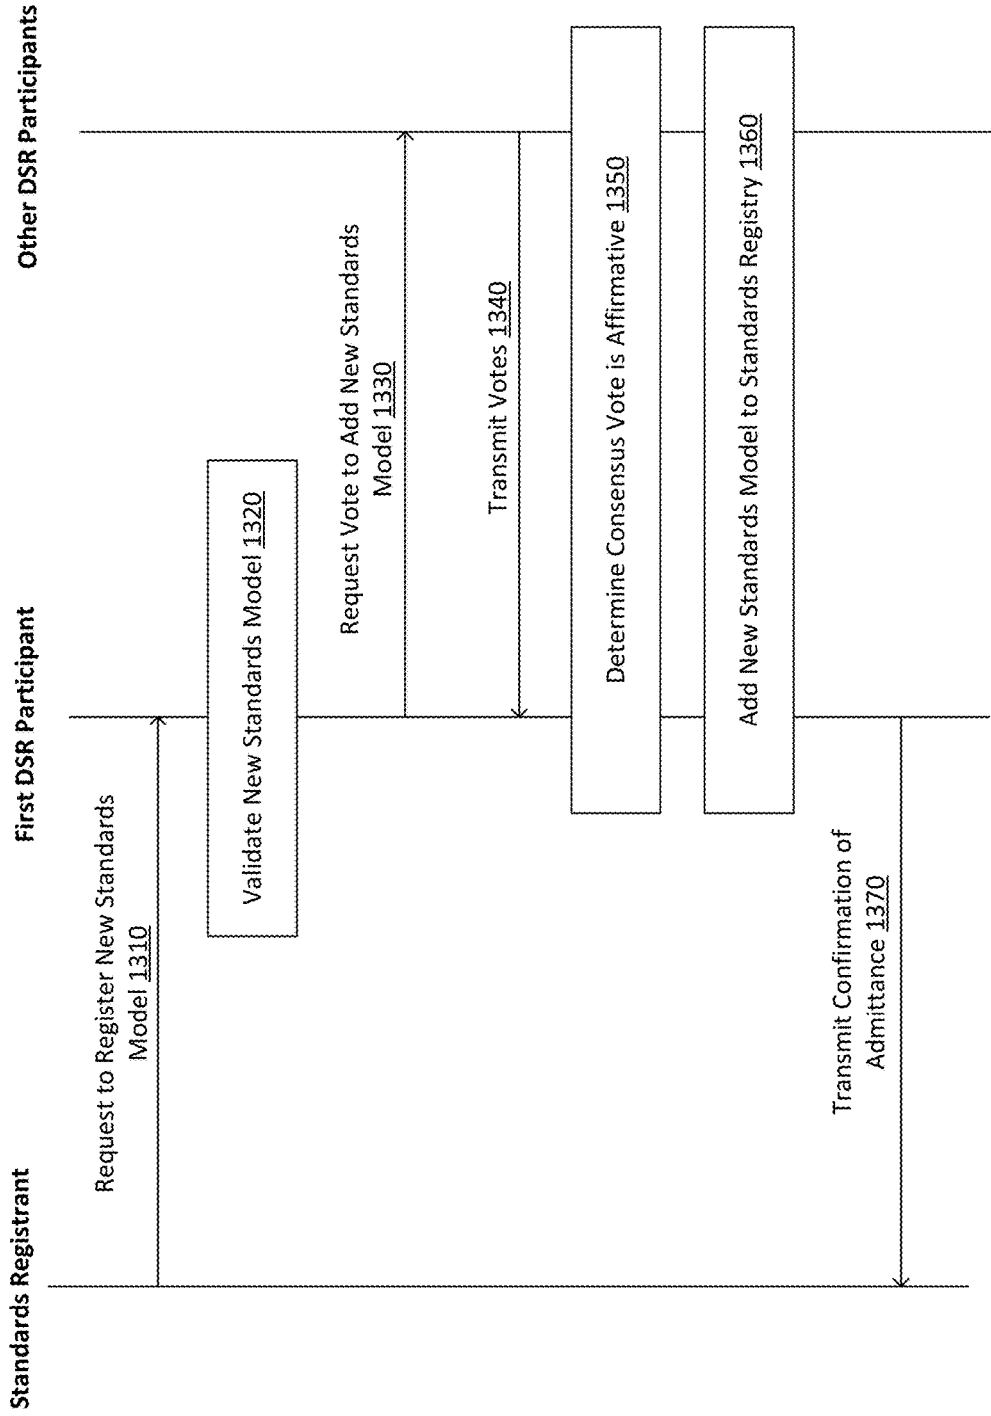 Standards Registrant
First DSR Participant
Other DSR Participants
Request to Register New Standards
Model 1310
Validate New Standards Model 1320
Request Vote to Add New Standards
Model 1330
Transmit Votes 1340
Determine Consensus Vote is Affirmative 1350
Add New Standards Model to Standards Registry 1360
Transmit Confirmation of
Admittance 1370